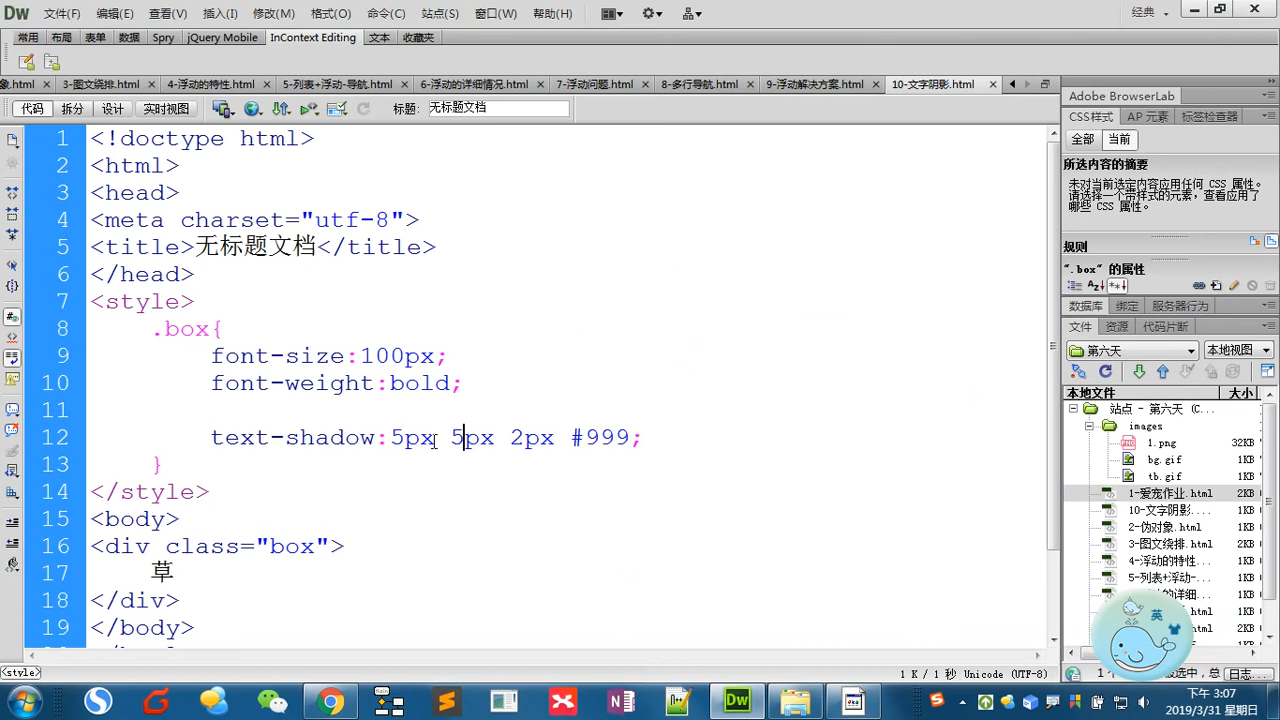 Dw 文件(F) 编辑(E) 查看(V) 插入(I) 修改(M) 格式(O) 命令(C) 站点(S) 窗口(W) 帮助(H) 经典
常用 布局 表单 数据 Spry jQuery Mobile InContext Editing 文本 收藏夹
象.html 3-图文绕排.html 4-浮动的特性.html 5-列表+浮动-导航.html 6-浮动的详细情况.html 7-浮动问题.html 8-多行导航.html 9-浮动解决方案.html 10-文字阴影.html
代码 拆分 设计 实时视图 标题: 无标题文档
1 <!doctype html>
2 <html>
3 <head>
4 <meta charset="utf-8">
5 <title>无标题文档</title>
6 </head>
7 <style>
8 .box{
9 font-size:100px;
10 font-weight:bold;
11
12 text-shadow:5px 5px 2px #999;
13 }
14 </style>
15 <body>
16 <div class="box">
17 草
18 </div>
19 </body>
<style>
1 K / 1 秒 Unicode (UTF-8)
Adobe BrowserLab
CSS样式 AP 元素 标签检查器
全部 当前
所选内容的摘要
未对当前选定内容应用任何 CSS 属性。
请选择一个带样式的元素，查看应用了
哪些 CSS 属性。
规则
".box" 的属性
数据库 绑定 服务器行为
文件 资源 代码片断
第六天 本地视图
本地文件 大小
站点 - 第六天 (C...
images
1.png 32KB
bg.gif 1KB
tb.gif 1KB
1-爱宠作业.html 2KB
10-文字阴影.... 1KB
2-伪对象.html 1KB
3-图文绕排.html 1KB
4-浮动的特性... 1KB
5-列表+浮动-... 1KB
的详细... 1KB
html 1KB
英
日志...
Dw
下午 3:07
2019/3/31 星期日